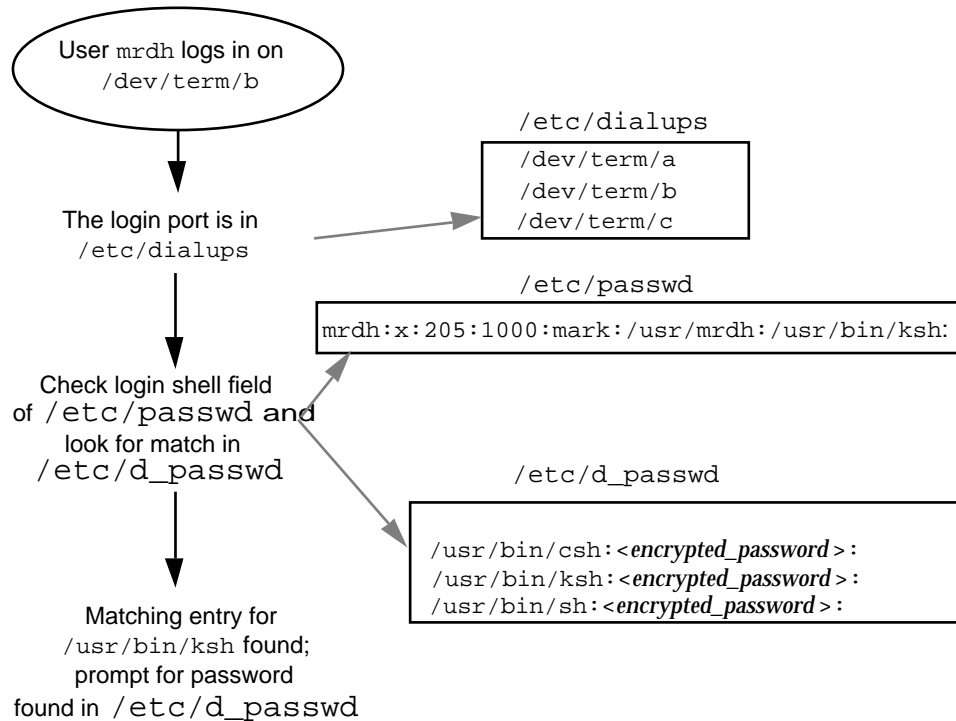 User mrdh logs in on
/dev/term/b
/etc/dialups
/dev/term/a
/dev/term/b
/dev/term/c
The login port is in
/etc/dialups
/etc/passwd
mrdh:x:205:1000:mark:/usr/mrdh:/usr/bin/ksh:
Check login shell field
of /etc/passwd and
look for match in
/etc/d_passwd
/etc/d_passwd
/usr/bin/csh:<encrypted_password>:
/usr/bin/ksh:<encrypted_password>:
/usr/bin/sh:<encrypted_password>:
Matching entry for
/usr/bin/ksh found;
prompt for password
found in /etc/d_passwd